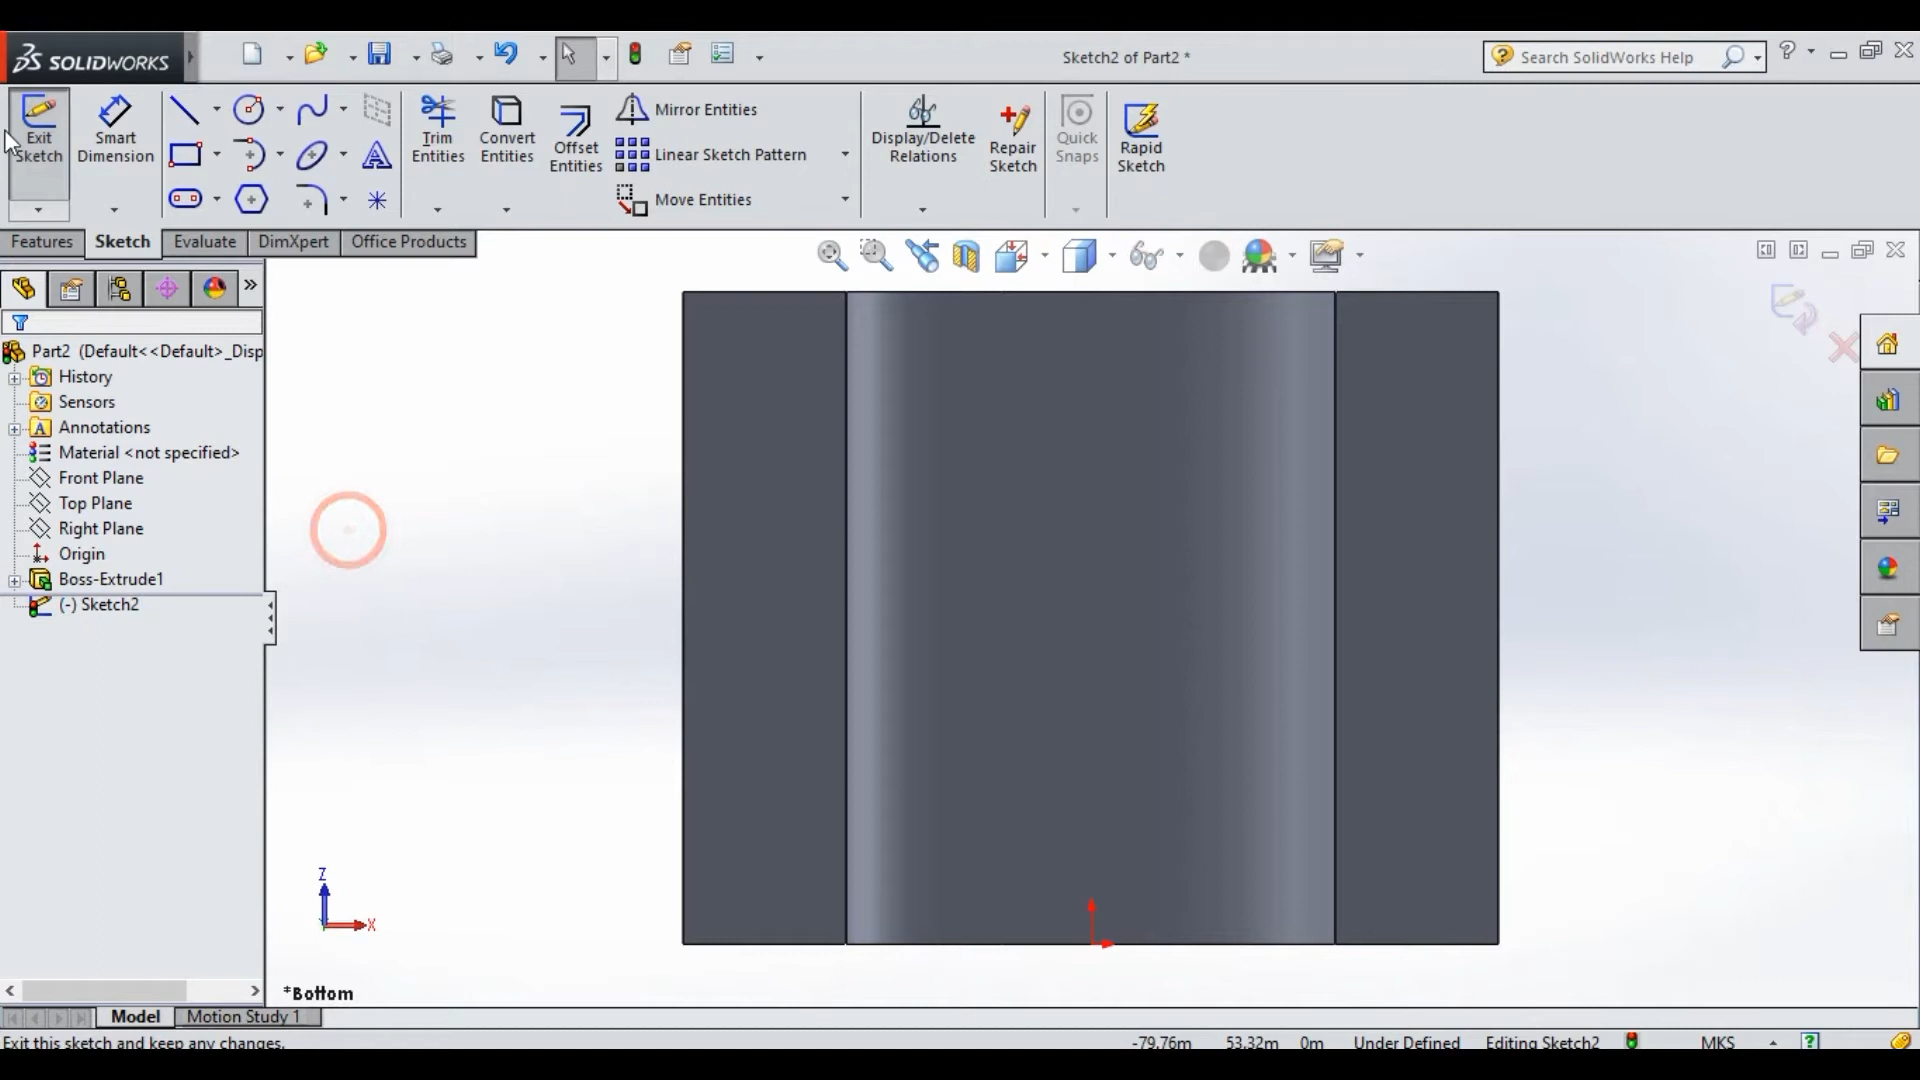 SOLIDWORKS
Sketch2 of Part2 *
Search SolidWorks Help
Exit Sketch
Smart Dimension
Trim Entities
Convert Entities
Offset Entities
Mirror Entities
Linear Sketch Pattern
Move Entities
Display/Delete Relations
Repair Sketch
Quick Snaps
Rapid Sketch
Features
Sketch
Evaluate
DimXpert
Office Products
Part2 (Default<<Default>_Disp
History
Sensors
Annotations
Material <not specified>
Front Plane
Top Plane
Right Plane
Origin
Boss-Extrude1
(-) Sketch2
Z
X
*Bottom
Model
Motion Study 1
Exit this sketch and keep any changes.
-79.76m
53.32m
0m
Under Defined
Editing Sketch2
MKS